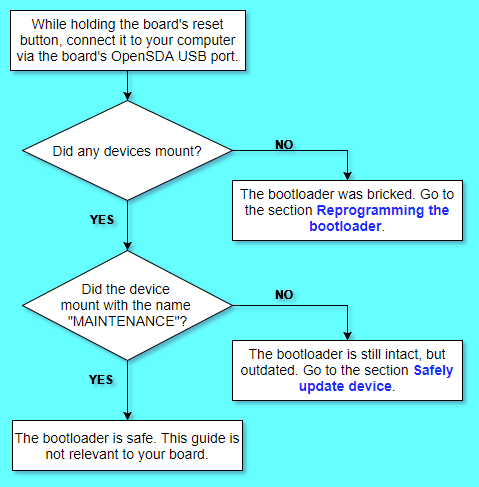 While holding the board's reset
button, connect it to your computer
via the board's OpenSDA USB port.
Did any devices mount?
NO
The bootloader was bricked. Go to
the section Reprogramming the
bootloader.
YES
Did the device
mount with the name
"MAINTENANCE"?
NO
The bootloader is still intact, but
outdated. Go to the section Safely
update device.
YES
The bootloader is safe. This guide is
not relevant to your board.